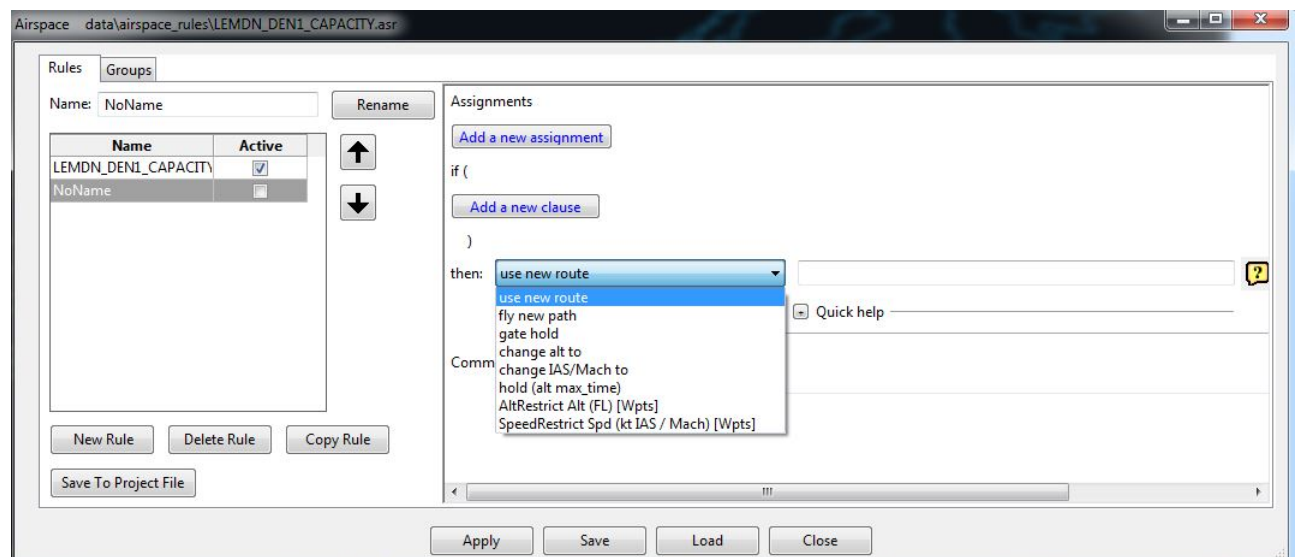 Airspace data\airspace_rules\LEMDN_DEN1_CAPACITY.asr
Rules Groups
Name: NoName Rename
Name Active
LEMDN_DEN1_CAPACITY
NoName
New Rule Delete Rule Copy Rule
Save To Project File
Assignments
Add a new assignment
if (
Add a new clause
)
then: use new route ?
use new route
fly new path
gate hold
change alt to
change IAS/Mach to
hold (alt max_time)
AltRestrict Alt (FL) [Wpts]
SpeedRestrict Spd (kt IAS / Mach) [Wpts]
Quick help
Comm
Apply Save Load Close